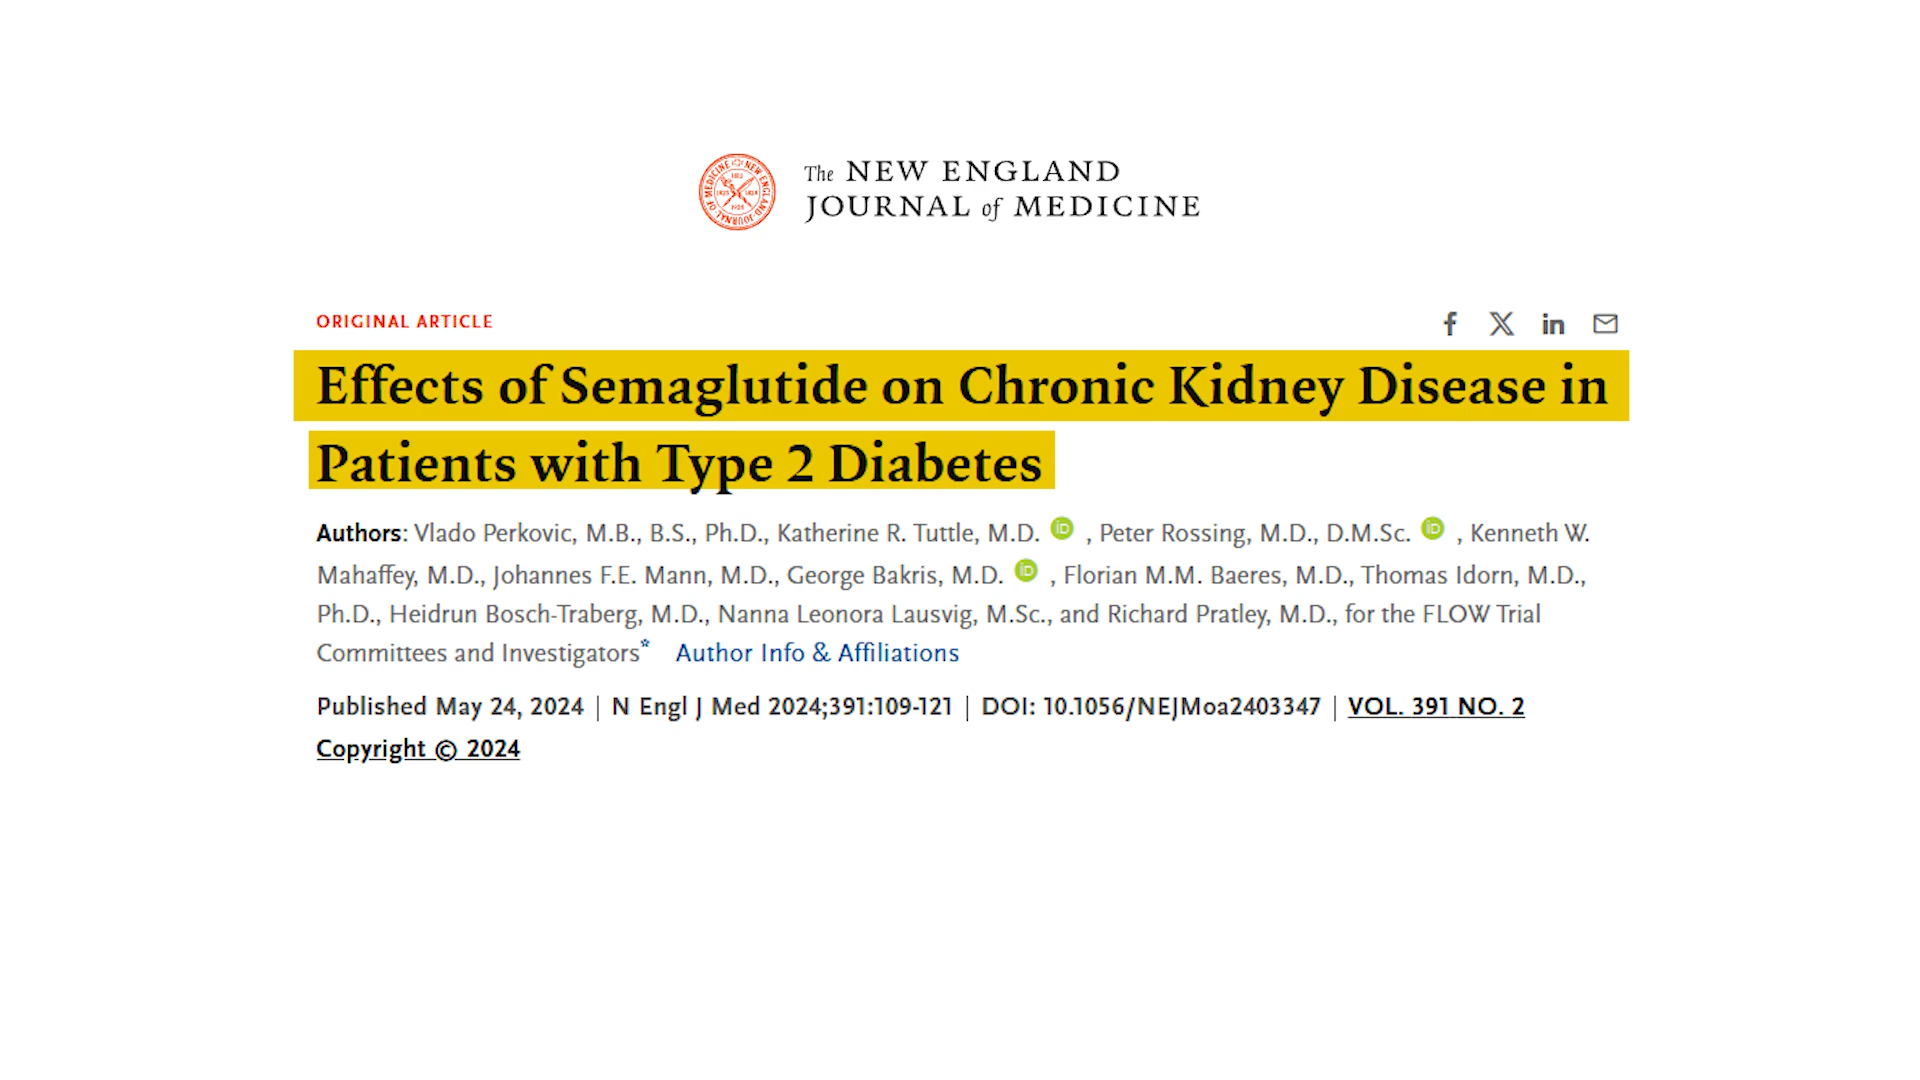 The NEW ENGLAND
JOURNAL of MEDICINE
ORIGINAL ARTICLE
Effects of Semaglutide on Chronic Kidney Disease in
Patients with Type 2 Diabetes
Authors: Vlado Perkovic, M.B., B.S., Ph.D., Katherine R. Tuttle, M.D. iD , Peter Rossing, M.D., D.M.Sc. iD , Kenneth W.
Mahaffey, M.D., Johannes F.E. Mann, M.D., George Bakris, M.D. iD , Florian M.M. Baeres, M.D., Thomas Idorn, M.D.,
Ph.D., Heidrun Bosch-Traberg, M.D., Nanna Leonora Lausvig, M.Sc., and Richard Pratley, M.D., for the FLOW Trial
Committees and Investigators* Author Info & Affiliations
Published May 24, 2024 | N Engl J Med 2024;391:109-121 | DOI: 10.1056/NEJMoa2403347 | VOL. 391 NO. 2
Copyright © 2024